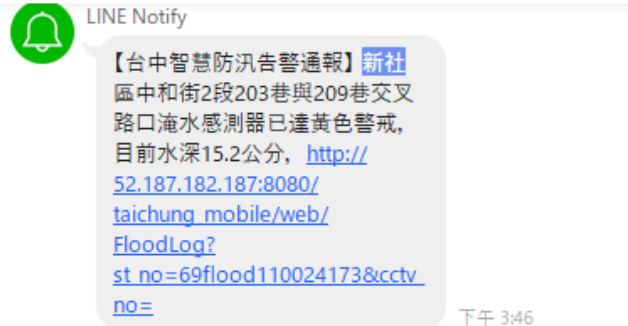 LINE Notify
【台中智慧防汛告警通報】新社
區中和街2段203巷與209巷交叉
路口淹水感測器已達黃色警戒，
目前水深15.2公分，http://
52.187.182.187:8080/
taichung_mobile/web/
FloodLog?
st_no=69flood110024173&cctv_
no=
下午 3:46